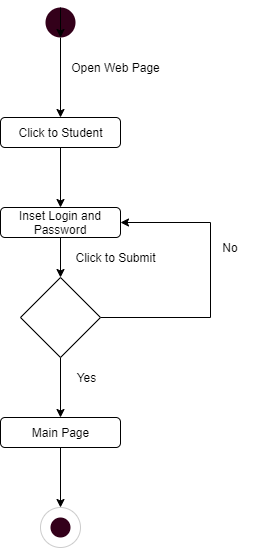 Open Web Page
Click to Student
Inset Login and
Password
Click to Submit
No
Yes
Main Page